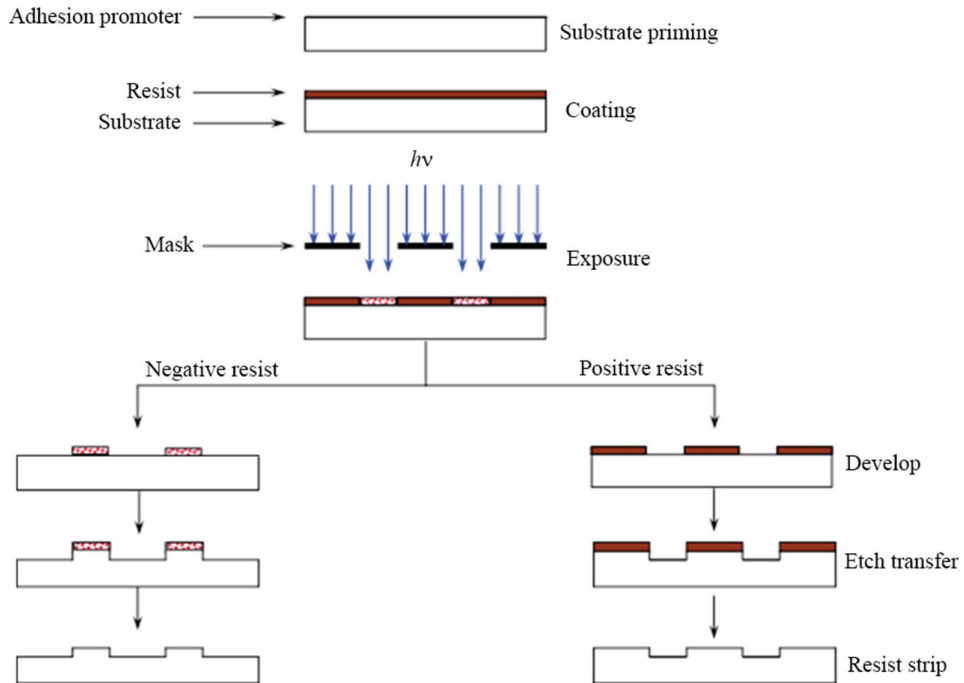 Adhesion promoter
Substrate priming
Resist
Substrate
Coating
hν
Mask
Exposure
Negative resist
Positive resist
Develop
Etch transfer
Resist strip